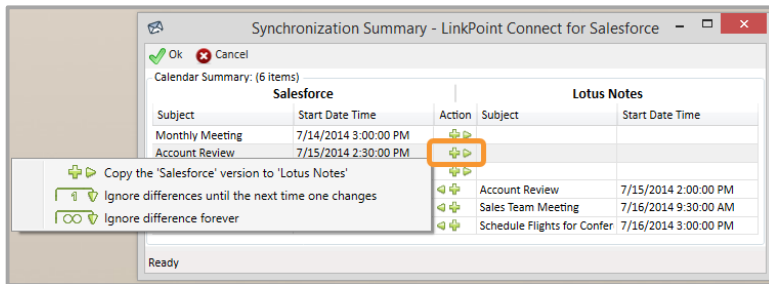 Synchronization Summary - LinkPoint Connect for Salesforce
Ok Cancel
Calendar Summary: (6 items)
Salesforce Lotus Notes
Subject Start Date Time Action Subject Start Date Time
Monthly Meeting 7/14/2014 3:00:00 PM
Account Review 7/15/2014 2:30:00 PM
Copy the 'Salesforce' version to 'Lotus Notes'
1 Ignore differences until the next time one changes
Ignore difference forever
Account Review 7/15/2014 2:00:00 PM
Sales Team Meeting 7/16/2014 9:30:00 AM
Schedule Flights for Confer 7/16/2014 3:00:00 PM
Ready